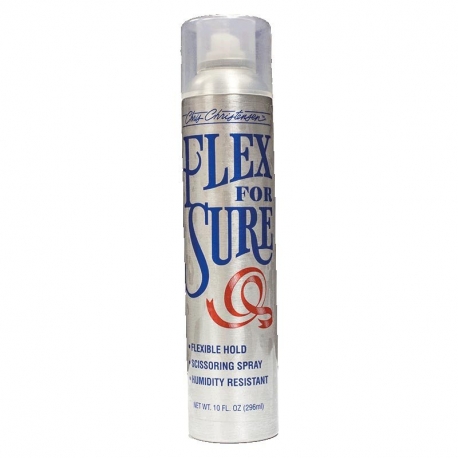 Chris Christensen
FLEX
FOR
SURE
• FLEXIBLE HOLD
• SCISSORING SPRAY
• HUMIDITY RESISTANT
NET WT. 10 FL. OZ (296ml)